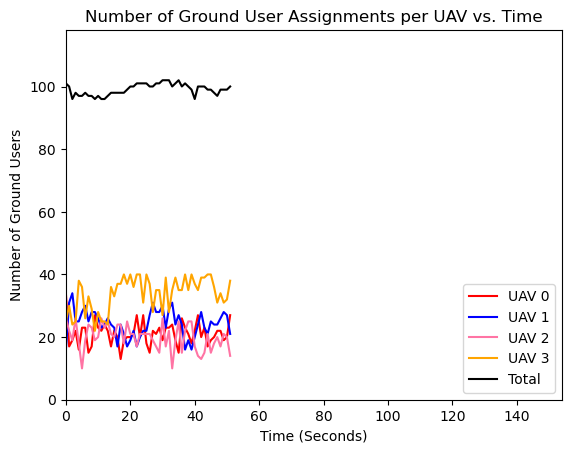 Number of Ground User Assignments per UAV vs. Time
Number of Ground Users
100
80
60
40
20
0
UAV 0
UAV 1
UAV 2
UAV 3
Total
0 20 40 60 80 100 120 140
Time (Seconds)